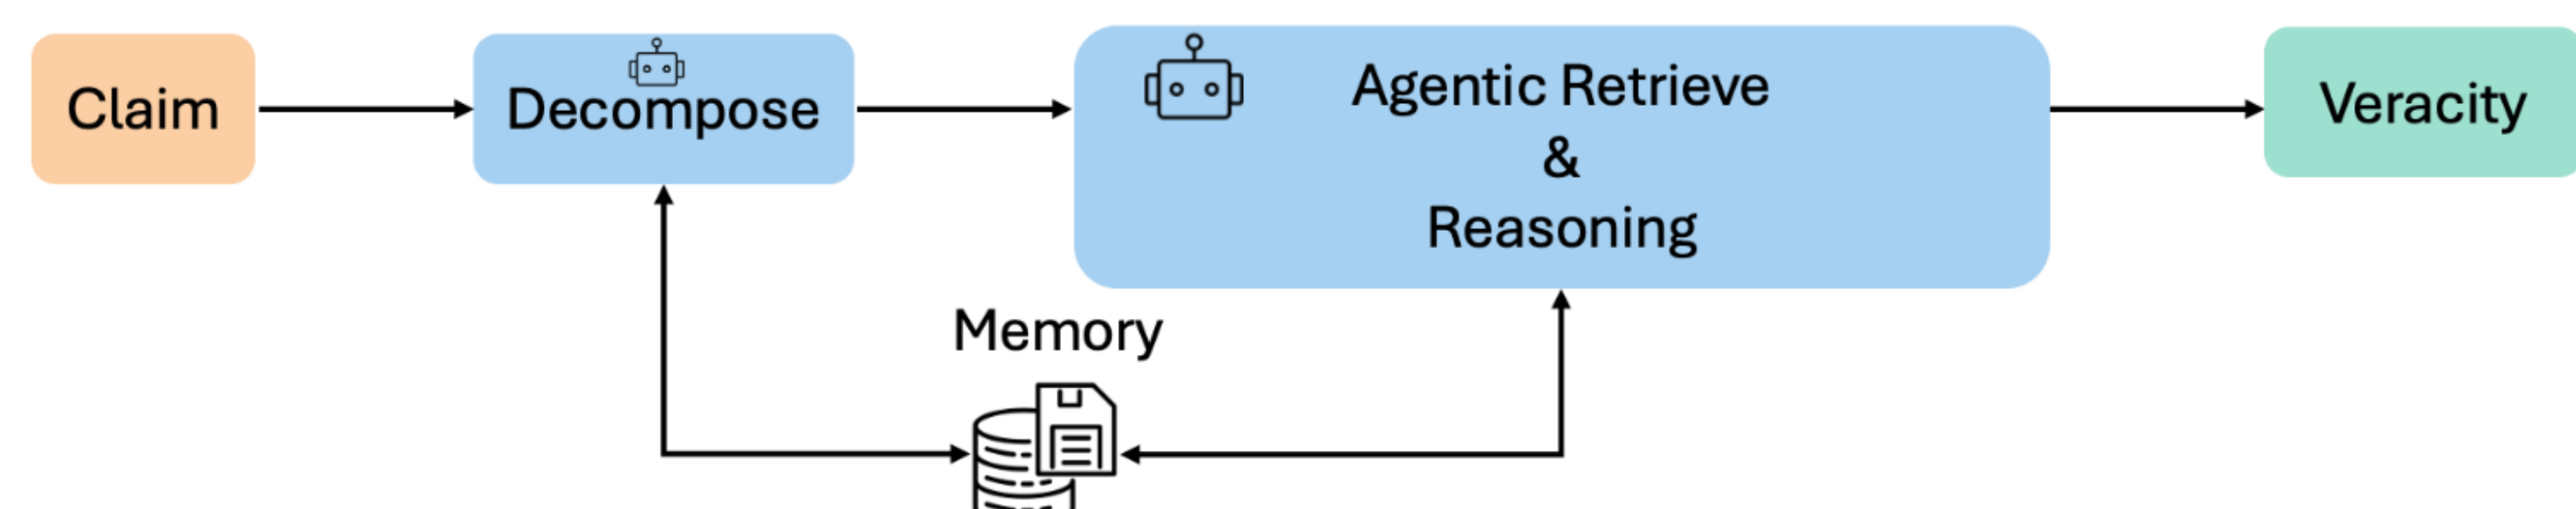 Claim
Decompose
Agentic Retrieve
&
Reasoning
Veracity
Memory